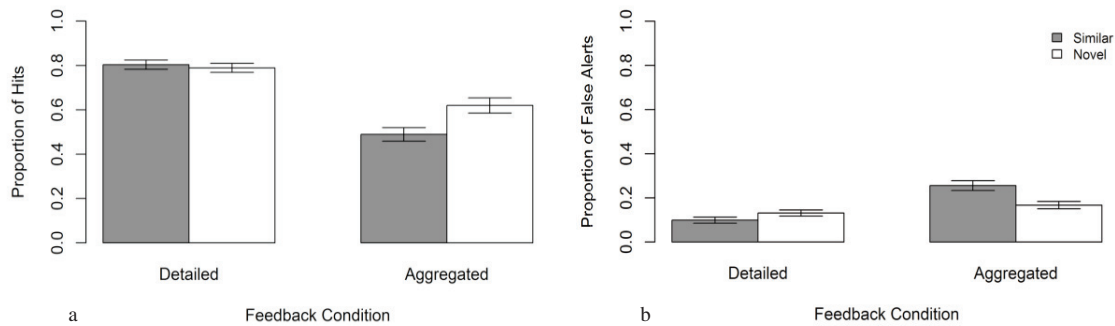 Proportion of Hits
1.0
0.8
0.6
0.4
0.2
0.0
Detailed
Aggregated
a
Feedback Condition
Proportion of False Alerts
1.0
0.8
0.6
0.4
0.2
0.0
Similar
Novel
Detailed
Aggregated
b
Feedback Condition